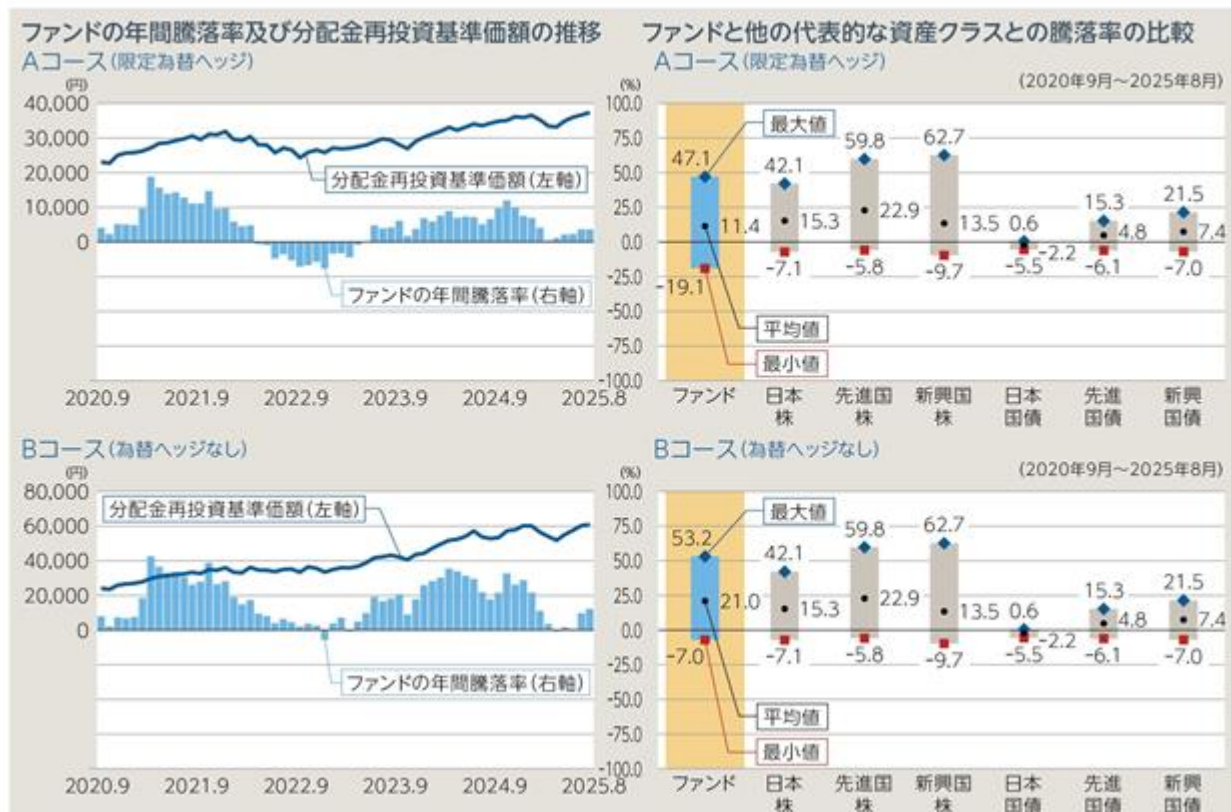 ファンドの年間騰落率及び分配金再投資基準価額の推移
Aコース(限定為替ヘッジ)
(円)
(%)
40,000
30,000
20,000
10,000
0
100.0
75.0
50.0
25.0
0.0
-25.0
-50.0
-75.0
-100.0
分配金再投資基準価額(左軸)
ファンドの年間騰落率(右軸)
2020.9 2021.9 2022.9 2023.9 2024.9 2025.8
ファンドと他の代表的な資産クラスとの騰落率の比較
Aコース(限定為替ヘッジ)
(2020年9月~2025年8月)
最大値
47.1 42.1 59.8 62.7 0.6 15.3 21.5
11.4 15.3 22.9 13.5 -2.2 4.8 7.4
-19.1 -7.1 -5.8 -9.7 -5.5 -6.1 -7.0
平均値
最小値
ファンド 日本株 先進国株 新興国株 日本国債 先進国債 新興国債
Bコース(為替ヘッジなし)
(円)
(%)
80,000
60,000
40,000
20,000
0
100.0
75.0
50.0
25.0
0.0
-25.0
-50.0
-75.0
-100.0
分配金再投資基準価額(左軸)
ファンドの年間騰落率(右軸)
2020.9 2021.9 2022.9 2023.9 2024.9 2025.8
Bコース(為替ヘッジなし)
(2020年9月~2025年8月)
最大値
53.2 42.1 59.8 62.7 0.6 15.3 21.5
21.0 15.3 22.9 13.5 -2.2 4.8 7.4
-7.0 -7.1 -5.8 -9.7 -5.5 -6.1 -7.0
平均値
最小値
ファンド 日本株 先進国株 新興国株 日本国債 先進国債 新興国債